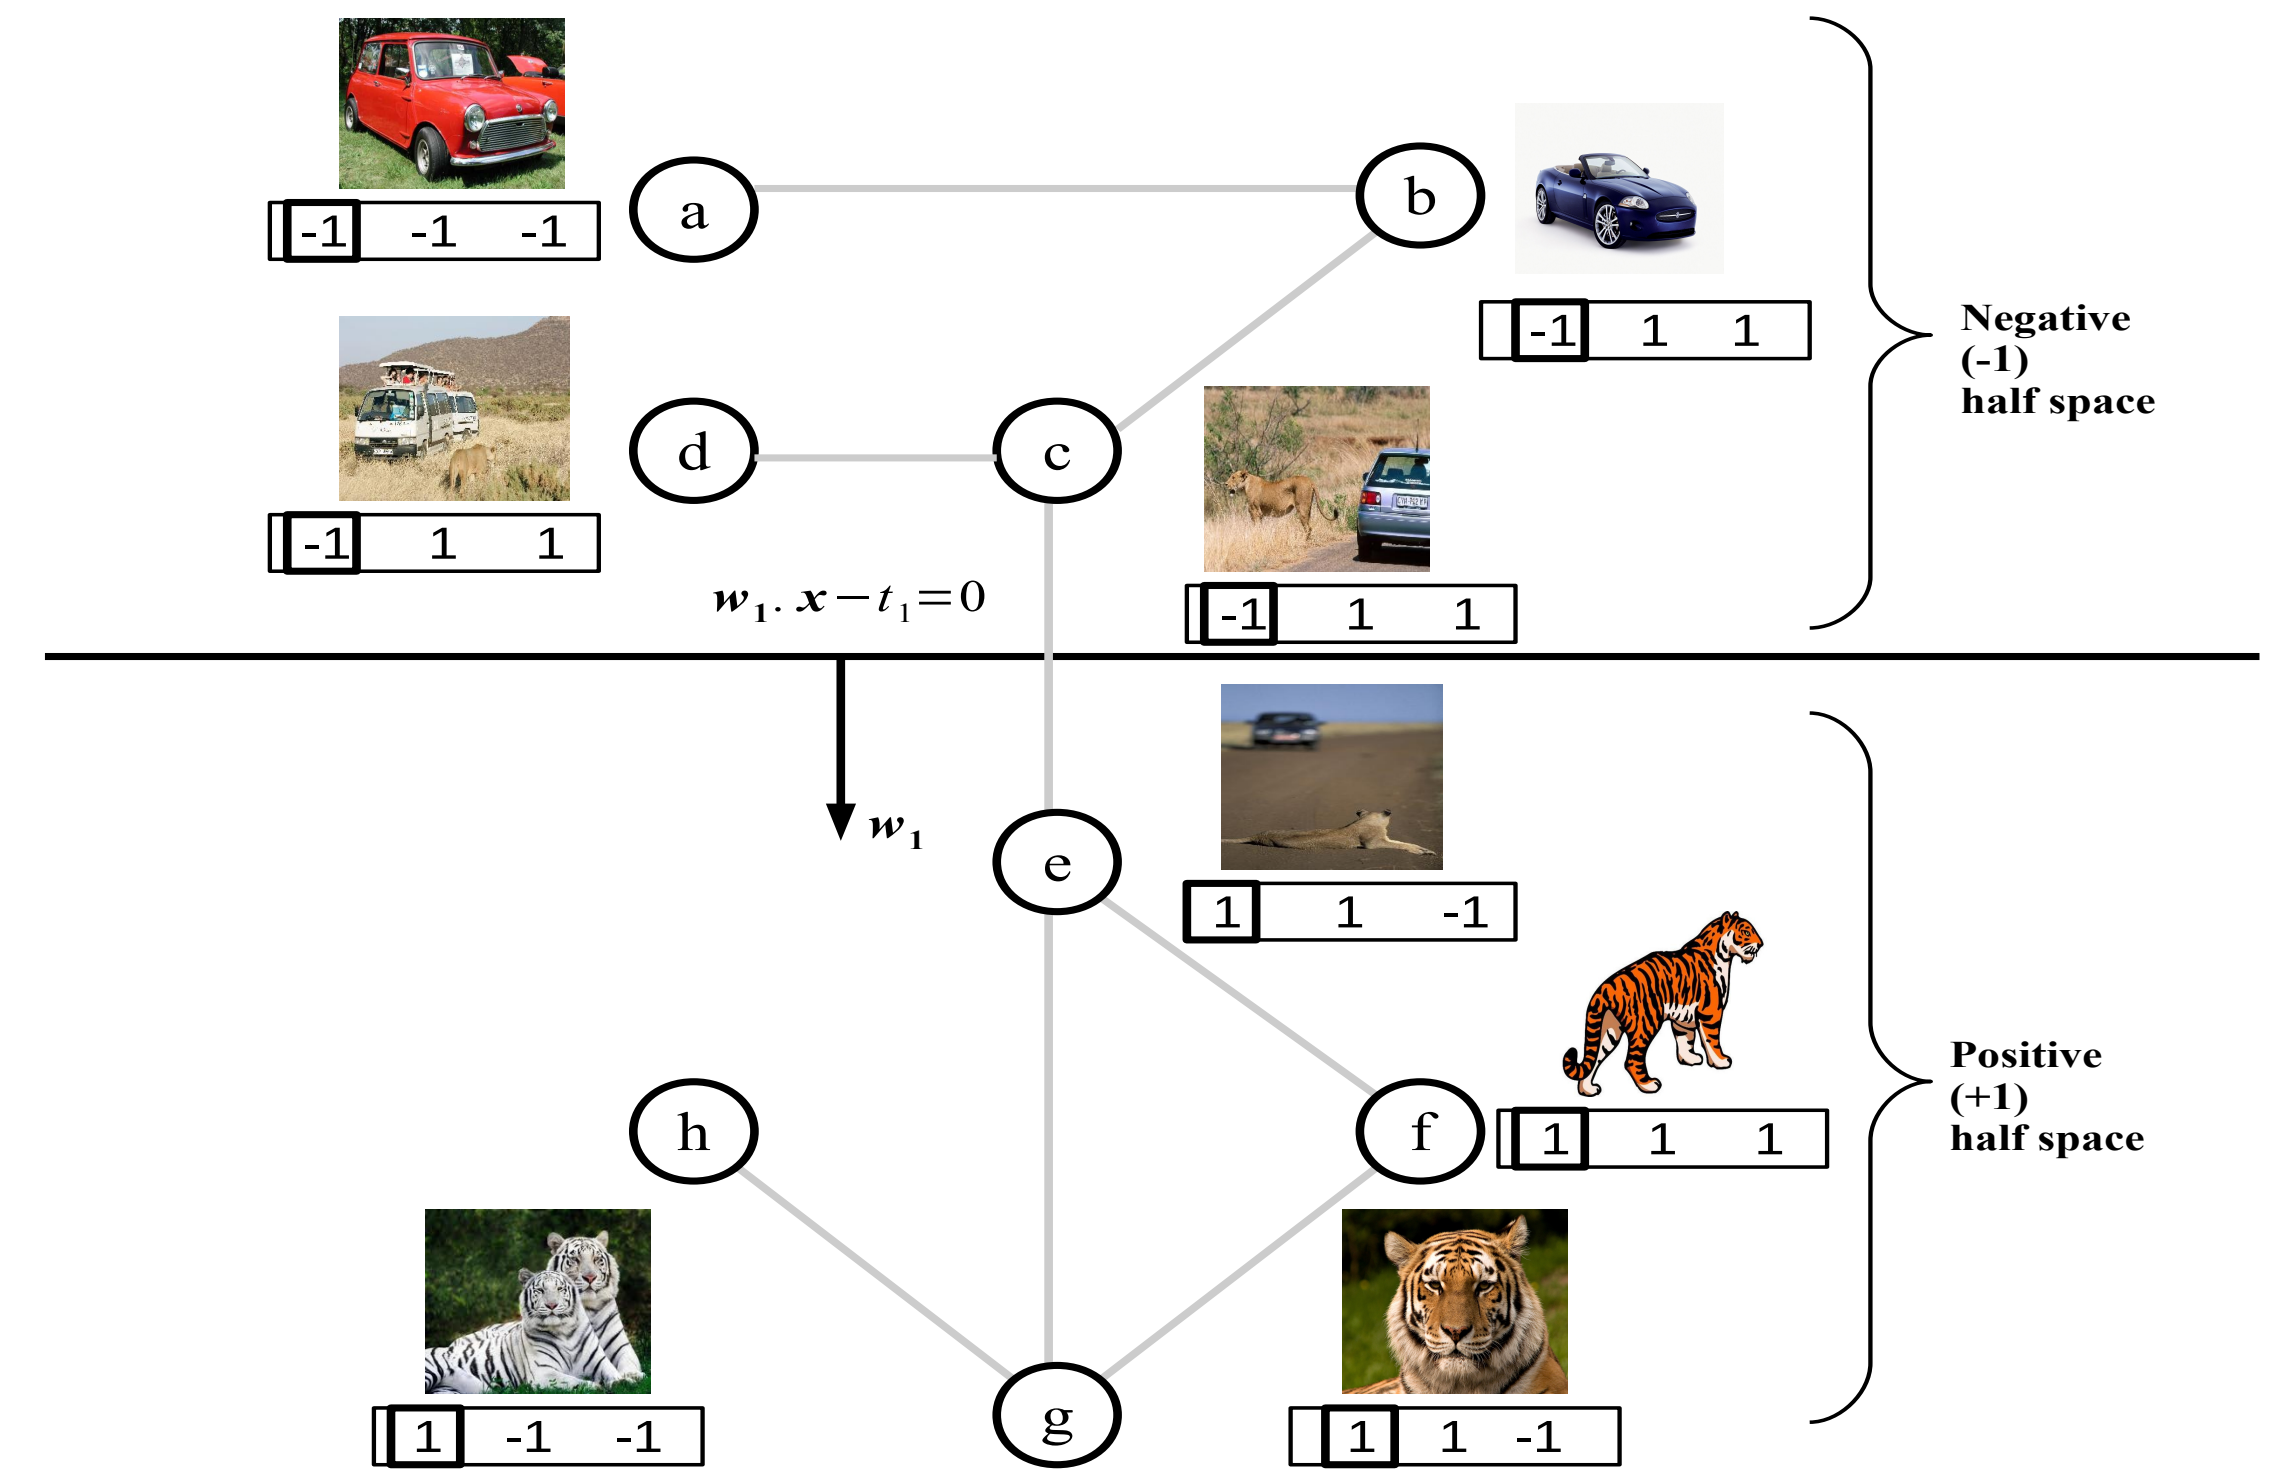 a
b
-1 -1 -1
-1 1 1
Negative
(-1)
half space
d
c
-1 1 1
w₁. x − t₁=0
-1 1 1
w₁
e
1 1 -1
Positive
(+1)
half space
h
f
1 1 1
g
1 -1 -1
1 1 -1